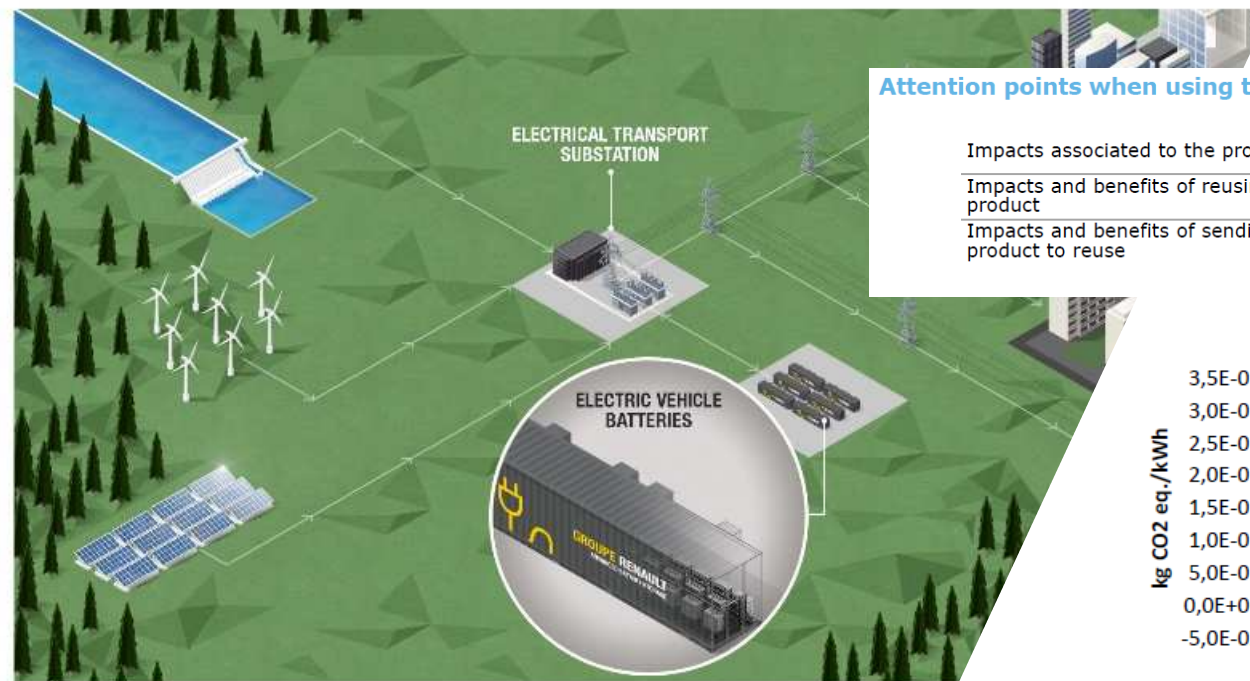 Attention points when using t
ELECTRICAL TRANSPORT
SUBSTATION
Impacts associated to the pro
Impacts and benefits of reusi
product
Impacts and benefits of sendi
product to reuse
ELECTRIC VEHICLE
BATTERIES
GROUPE RENAULT
kg CO2 eq./kWh
3,5E-0
3,0E-0
2,5E-0
2,0E-0
1,5E-0
1,0E-0
5,0E-0
0,0E+0
-5,0E-0